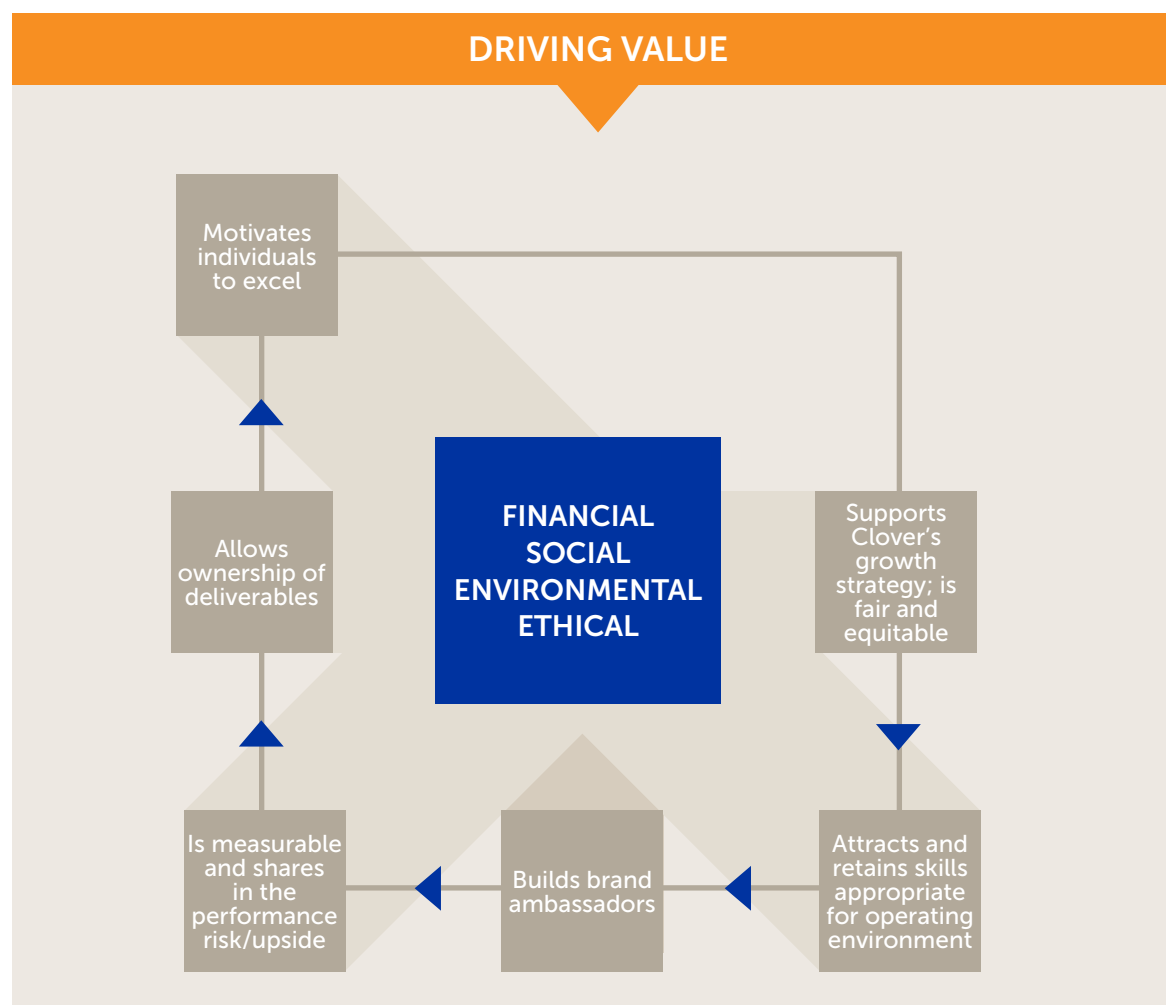 DRIVING VALUE
Motivates
individuals
to excel
FINANCIAL
SOCIAL
ENVIRONMENTAL
ETHICAL
Supports
Clover’s
growth
strategy; is
fair and
equitable
Allows
ownership of
deliverables
Is measurable
and shares
in the
performance
risk/upside
Builds brand
ambassadors
Attracts and
retains skills
appropriate
for operating
environment